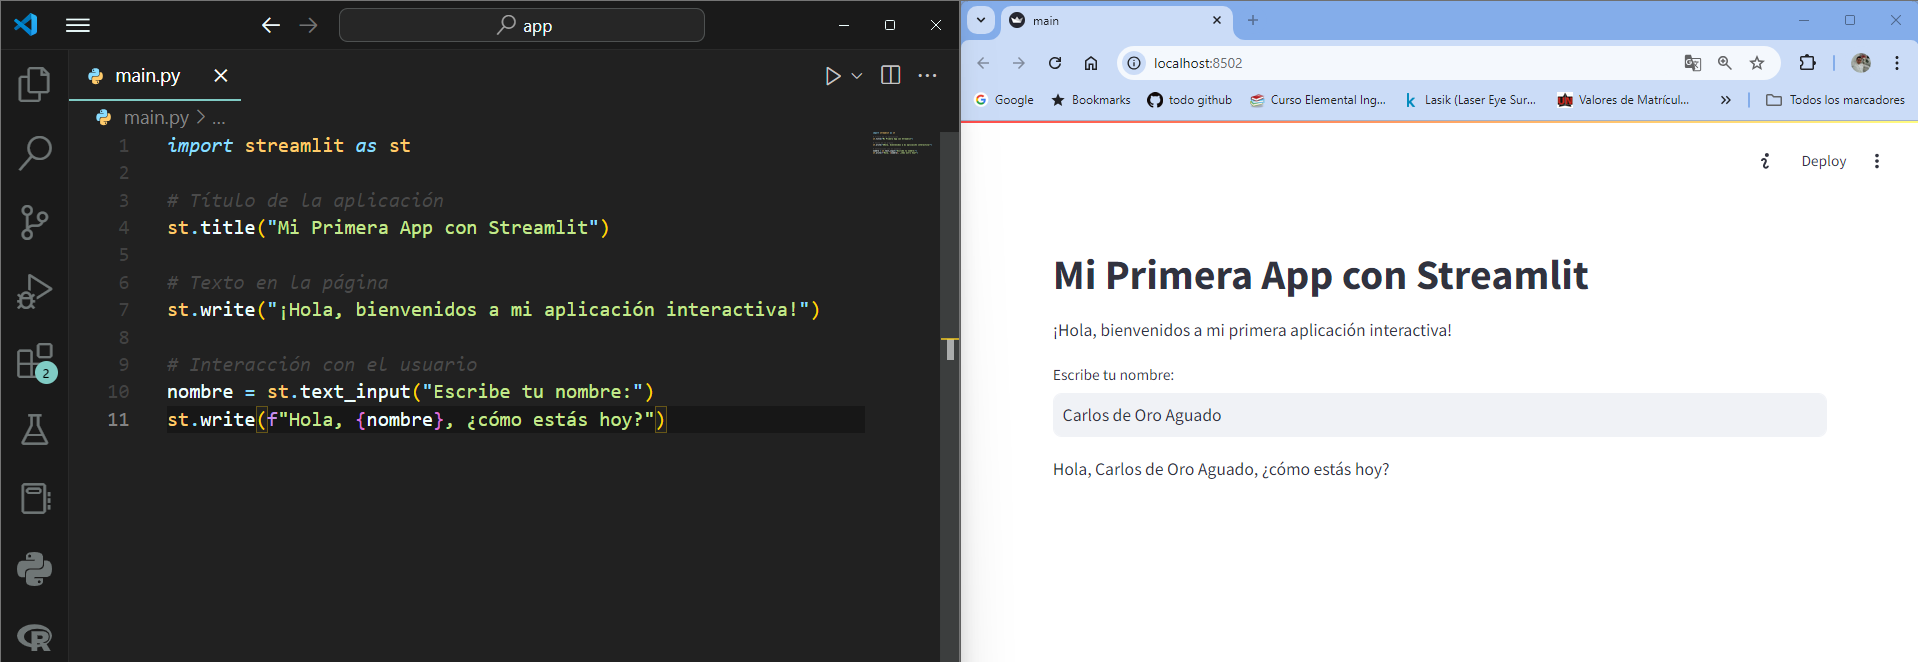 app
main.py
main.py > ...
1 import streamlit as st
2
3 # Título de la aplicación
4 st.title("Mi Primera App con Streamlit")
5
6 # Texto en la página
7 st.write("¡Hola, bienvenidos a mi aplicación interactiva!")
8
9 # Interacción con el usuario
10 nombre = st.text_input("Escribe tu nombre:")
11 st.write(f"Hola, {nombre}, ¿cómo estás hoy?")
2
main
localhost:8502
Google Bookmarks todo github Curso Elemental Ing... Lasik (Laser Eye Sur... Valores de Matrícul... » Todos los marcadores
Deploy
Mi Primera App con Streamlit
¡Hola, bienvenidos a mi primera aplicación interactiva!
Escribe tu nombre:
Carlos de Oro Aguado
Hola, Carlos de Oro Aguado, ¿cómo estás hoy?